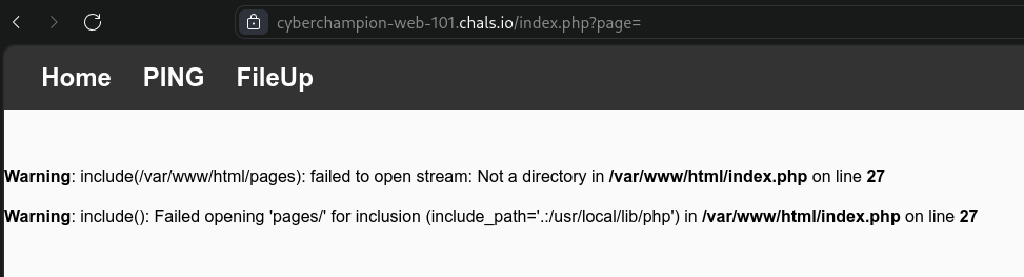 cyberchampion-web-101.chals.io/index.php?page=
Home PING FileUp
Warning: include(/var/www/html/pages): failed to open stream: Not a directory in /var/www/html/index.php on line 27
Warning: include(): Failed opening 'pages/' for inclusion (include_path='.:/usr/local/lib/php') in /var/www/html/index.php on line 27